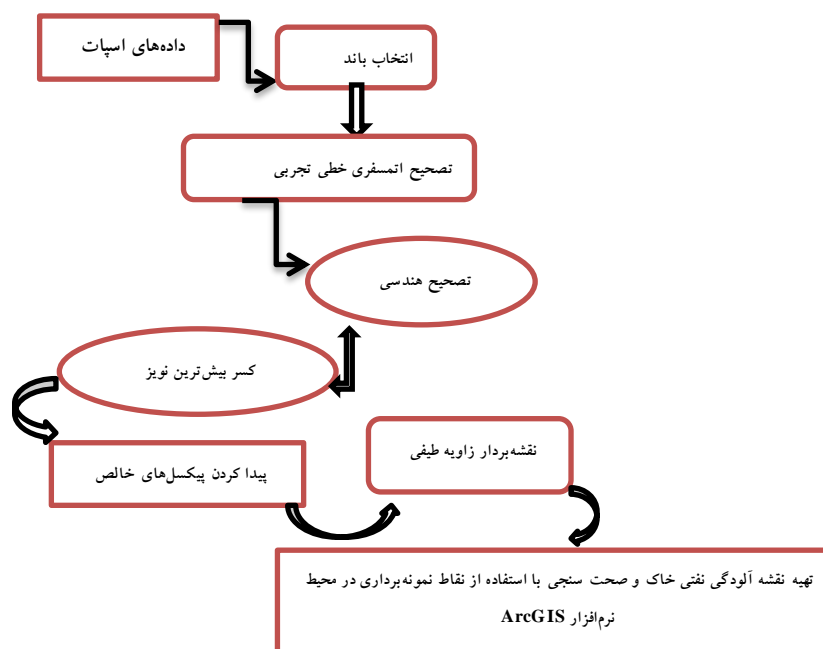 داده‌های اسپات
انتخاب باند
تصحیح اتمسفری خطی تجربی
تصحیح هندسی
کسر بیش‌ترین نویز
پیدا کردن پیکسل‌های خالص
نقشه‌بردار زاویه طیفی
تهیه نقشه آلودگی نفتی خاک و صحت سنجی با استفاده از نقاط نمونه‌برداری در محیط
نرم‌افزار ArcGIS